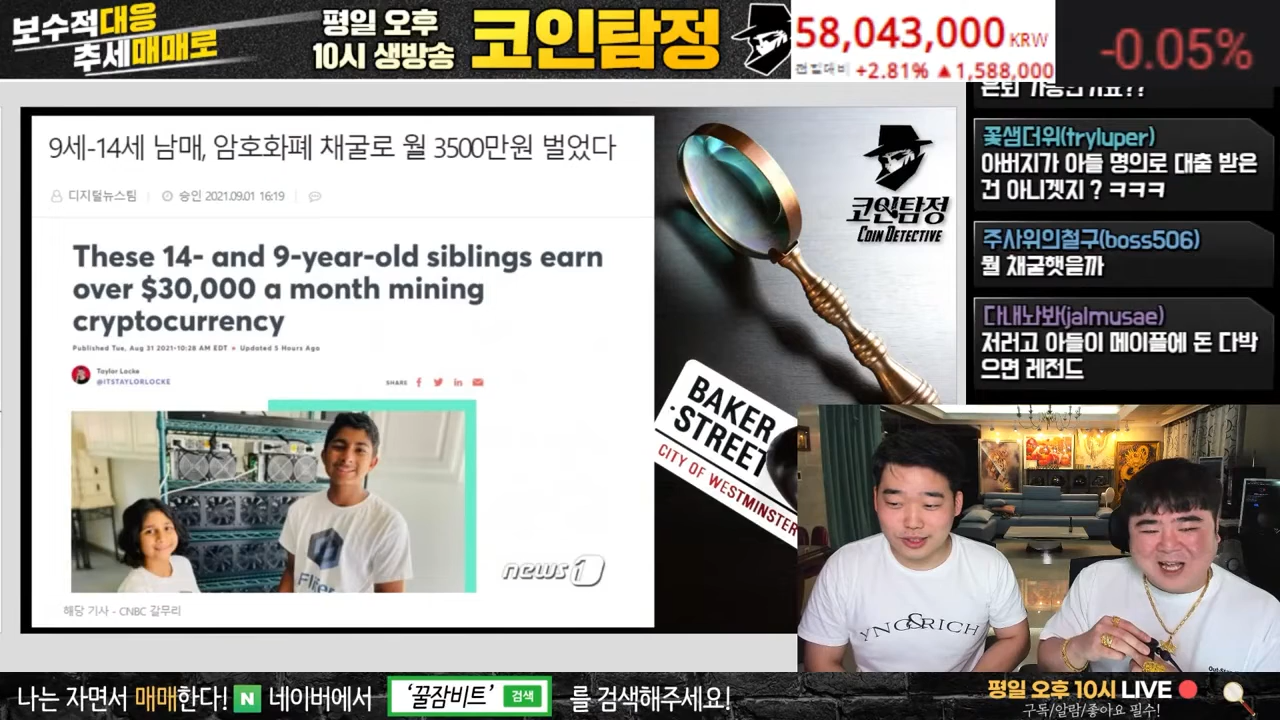 보수적대응
추세매매로
평일 오후
10시 생방송
코인탐정
58,043,000 KRW
전일대비 +2.81% ▲1,588,000
-0.05%
9세-14세 남매, 암호화폐 채굴로 월 3500만원 벌었다
디지털뉴스팀
승인 2021.09.01 16:19
These 14- and 9-year-old siblings earn
over $30,000 a month mining
cryptocurrency
Published Tue, Aug 31 2021•10:28 AM EDT • Updated 5 Hours Ago
Taylor Locke
@ITSTAYLORLOCKE
SHARE
news1
해당 기사 - CNBC 갈무리
코인탐정
COIN DETECTIVE
BAKER
STREET
CITY OF WESTMINSTER
꽃샘더위(tryluper)
아버지가 아들 명의로 대출 받은
건 아니겟지 ? ㅋㅋㅋ
주사위의철구(boss506)
뭘 채굴햇을까
다내놔봐(jalmusae)
저러고 아들이 메이플에 돈 다박
으면 레전드
YNG&RICH
나는 자면서 매매한다! N 네이버에서 '꿀잠비트' 검색 를 검색해주세요!
평일 오후 10시 LIVE
구독/알람/좋아요 필수!